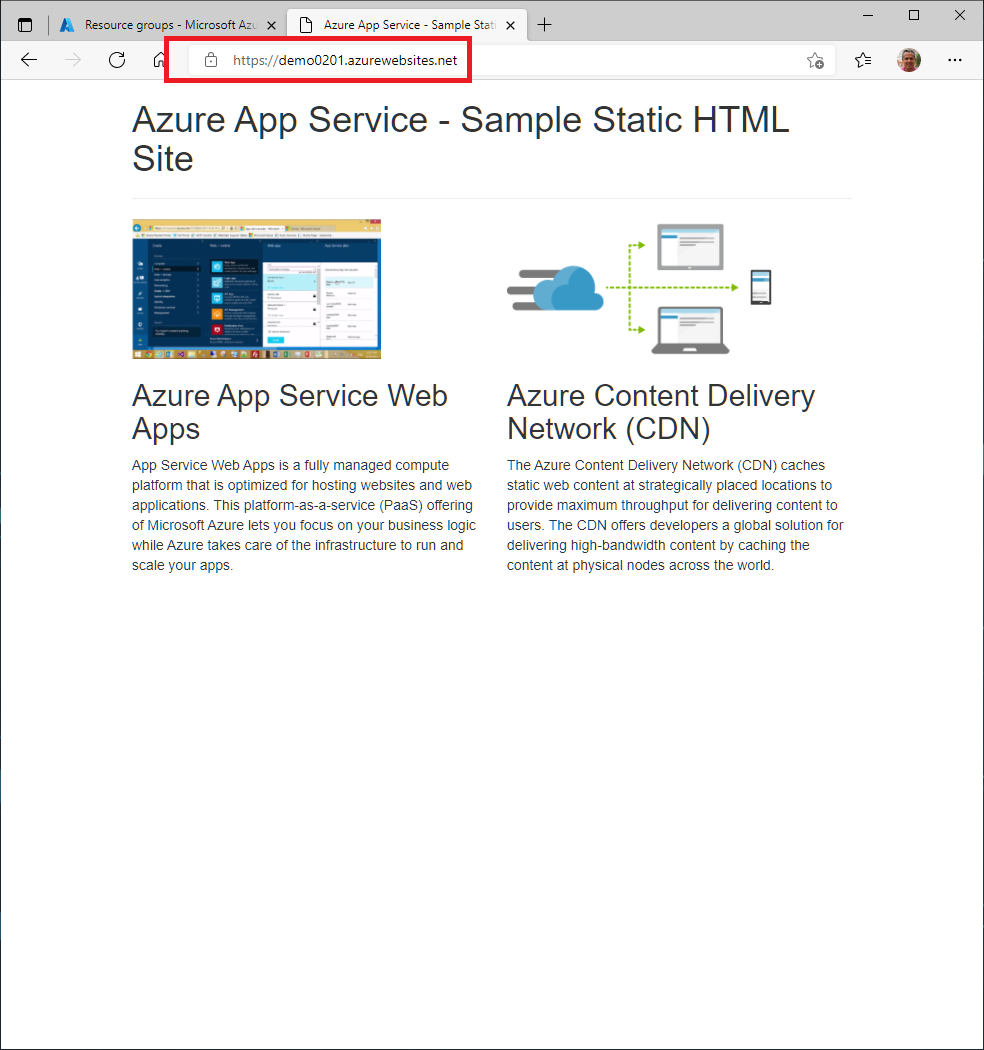 Resource groups - Microsoft Azu
Azure App Service - Sample Stati
https://demo0201.azurewebsites.net
Azure App Service - Sample Static HTML
Site
Azure App Service Web
Apps
App Service Web Apps is a fully managed compute
platform that is optimized for hosting websites and web
applications. This platform-as-a-service (PaaS) offering
of Microsoft Azure lets you focus on your business logic
while Azure takes care of the infrastructure to run and
scale your apps.
Azure Content Delivery
Network (CDN)
The Azure Content Delivery Network (CDN) caches
static web content at strategically placed locations to
provide maximum throughput for delivering content to
users. The CDN offers developers a global solution for
delivering high-bandwidth content by caching the
content at physical nodes across the world.